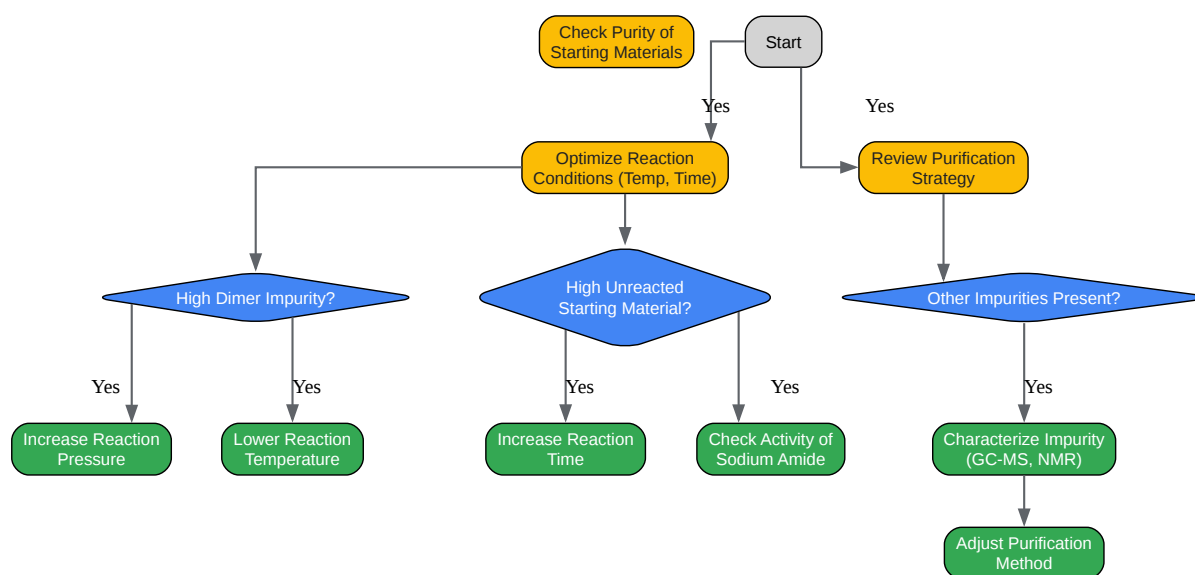 Check Purity of
Starting Materials
Start
Yes
Yes
Optimize Reaction
Conditions (Temp, Time)
Review Purification
Strategy
High Dimer Impurity?
High Unreacted
Starting Material?
Other Impurities Present?
Yes
Yes
Yes
Yes
Yes
Increase Reaction
Pressure
Lower Reaction
Temperature
Increase Reaction
Time
Check Activity of
Sodium Amide
Characterize Impurity
(GC-MS, NMR)
Adjust Purification
Method